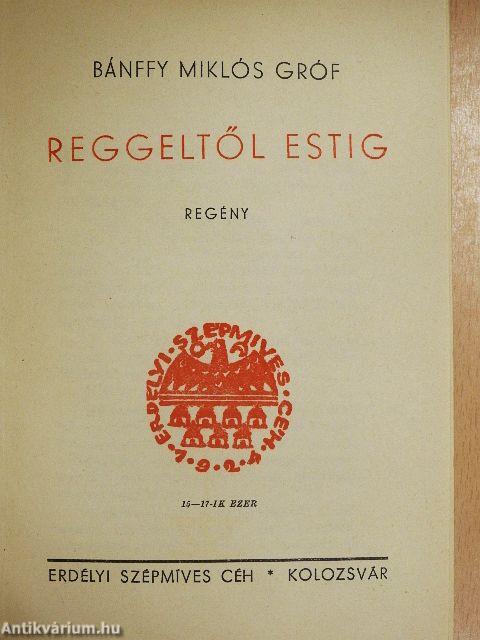 BÁNFFY MIKLÓS GRÓF
REGGELTŐL ESTIG
REGÉNY
ERDÉLYI·SZÉPMIVES·CÉH·
1·9·2·4·
16—17-IK EZER
ERDÉLYI SZÉPMÍVES CÉH * KOLOZSVÁR
Antikvárium.hu